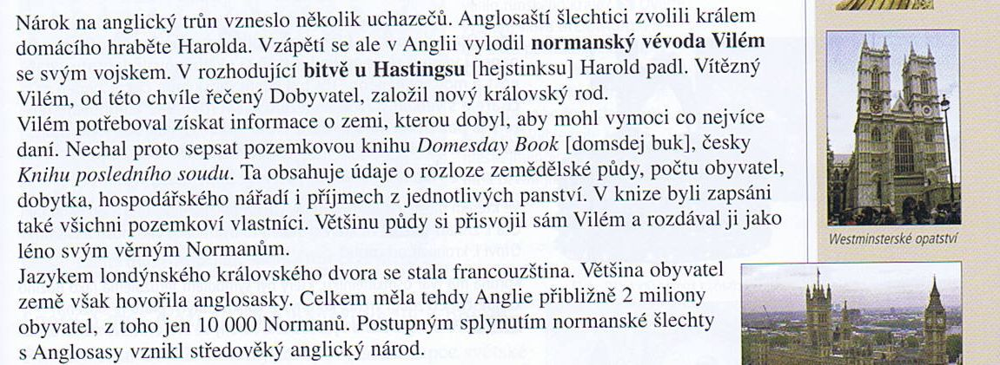 Nárok na anglický trůn vzneslo několik uchazečů. Anglosaští šlechtici zvolili králem
domácího hraběte Harolda. Vzápětí se ale v Anglii vylodil normanský vévoda Vilém
se svým vojskem. V rozhodující bitvě u Hastingsu [hejstinksu] Harold padl. Vítězný
Vilém, od této chvíle řečený Dobyvatel, založil nový královský rod.
Vilém potřeboval získat informace o zemi, kterou dobyl, aby mohl vymoci co nejvíce
daní. Nechal proto sepsat pozemkovou knihu Domesday Book [domsdej buk], česky
Knihu posledního soudu. Ta obsahuje údaje o rozloze zemědělské půdy, počtu obyvatel,
dobytka, hospodářského nářadí i příjmech z jednotlivých panství. V knize byli zapsáni
také všichni pozemkoví vlastníci. Většinu půdy si přisvojil sám Vilém a rozdával ji jako
léno svým věrným Normanům.
Jazykem londýnského královského dvora se stala francouzština. Většina obyvatel
země však hovořila anglosasky. Celkem měla tehdy Anglie přibližně 2 miliony
obyvatel, z toho jen 10 000 Normanů. Postupným splynutím normanské šlechty
s Anglosasy vznikl středověký anglický národ.
Westminsterské opatství